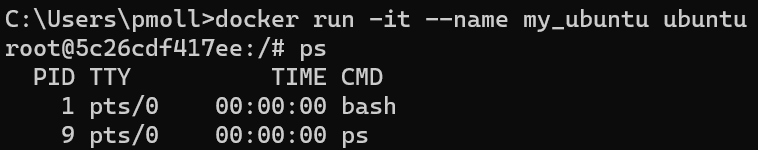 C:\Users\pmoll>docker run -it --name my_ubuntu ubuntu
root@5c26cdf417ee:/# ps
    PID TTY          TIME CMD
      1 pts/0    00:00:00 bash
      9 pts/0    00:00:00 ps